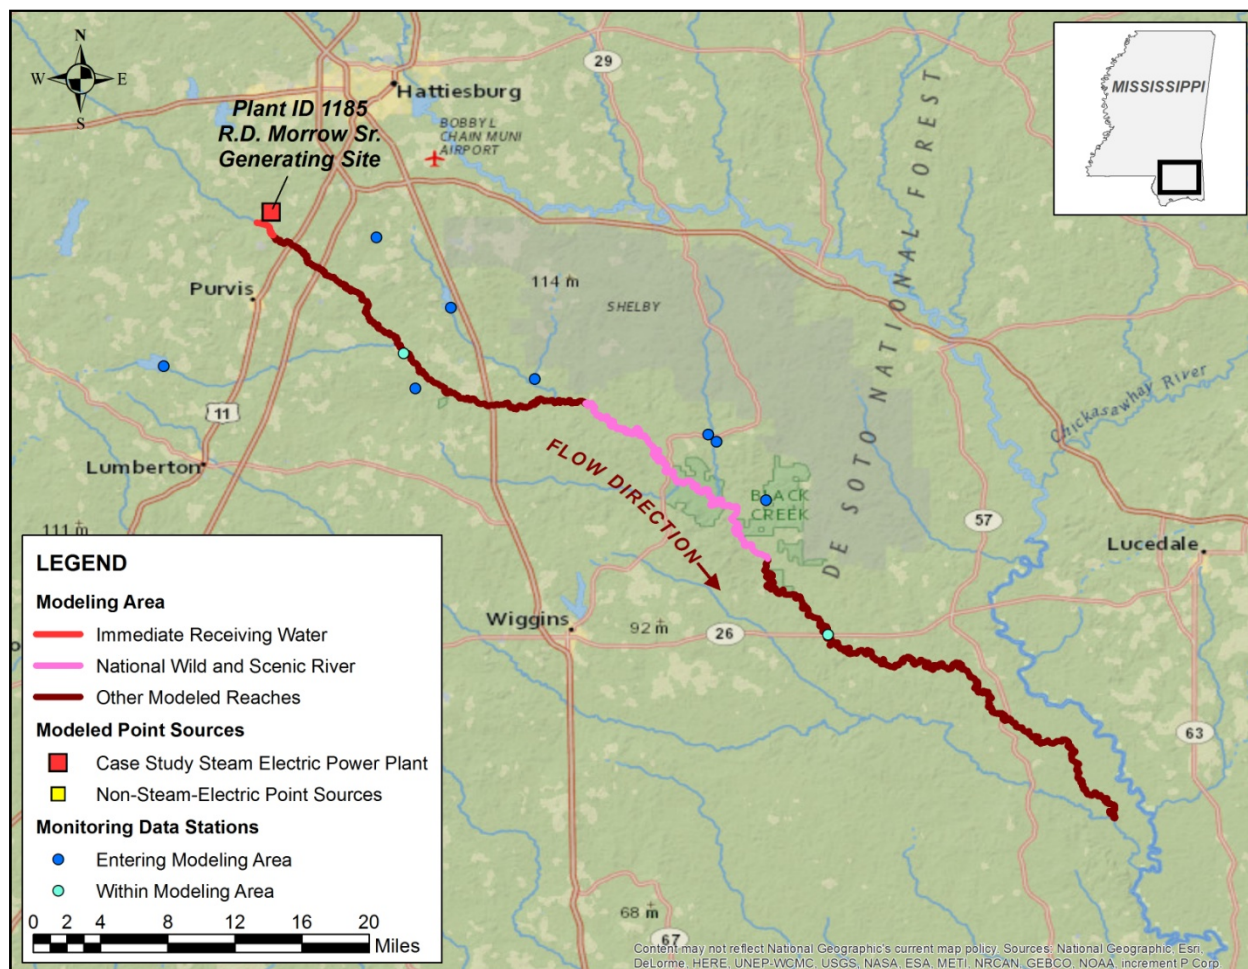 N
W E
S
29
Hattiesburg
Plant ID 1185
R.D. Morrow Sr.
Generating Site
BOBBY L
CHAIN MUNI
AIRPORT
MISSISSIPPI
DE SOTO NATIONAL FOREST
Purvis
114 m
SHELBY
Chickasawhay River
11
Lumberton
FLOW DIRECTION
BLACK
CREEK
57
111 m
Lucedale
Wiggins
92 m
26
63
68 m
67
LEGEND
Modeling Area
Immediate Receiving Water
National Wild and Scenic River
Other Modeled Reaches
Modeled Point Sources
Case Study Steam Electric Power Plant
Non-Steam-Electric Point Sources
Monitoring Data Stations
Entering Modeling Area
Within Modeling Area
0 2 4 8 12 16 20
Miles
Content may not reflect National Geographic's current map policy. Sources: National Geographic, Esri,
DeLorme, HERE, UNEP-WCMC, USGS, NASA, ESA, METI, NRCAN, GEBCO, NOAA, increment P Corp.